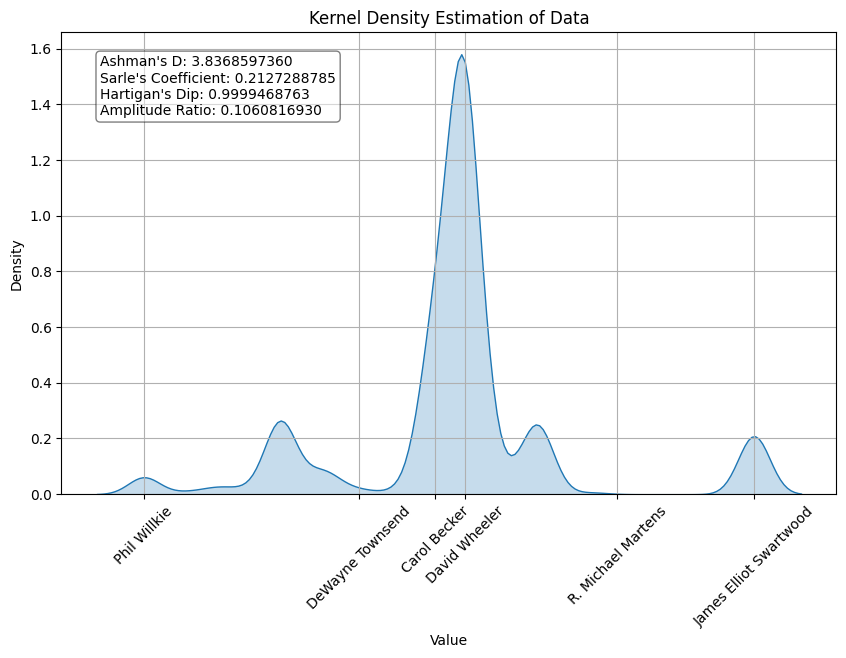 Kernel Density Estimation of Data
Ashman's D: 3.8368597360
Sarle's Coefficient: 0.2127288785
Hartigan's Dip: 0.9999468763
Amplitude Ratio: 0.1060816930
Density
1.6
1.4
1.2
1.0
0.8
0.6
0.4
0.2
0.0
Phil Willkie
DeWayne Townsend
Carol Becker
David Wheeler
R. Michael Martens
James Elliot Swartwood
Value